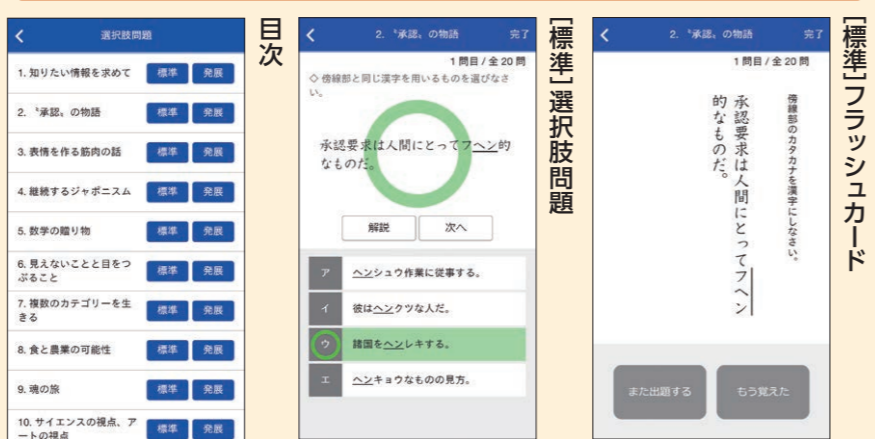 目次
選択肢問題
1. 知りたい情報を求めて 標準 発展
2. 〝承認〟の物語 標準 発展
3. 表情を作る筋肉の話 標準 発展
4. 継続するジャポニスム 標準 発展
5. 数学の贈り物 標準 発展
6. 見えないことと目をつ
ぶること 標準 発展
7. 複数のカテゴリーを生
きる 標準 発展
8. 食と農業の可能性 標準 発展
9. 魂の旅 標準 発展
10. サイエンスの視点、ア
ートの視点 標準 発展
[標準]選択肢問題
2. 〝承認〟の物語 完了
1 問目 / 全 20 問
◇ 傍線部と同じ漢字を用いるものを選びなさ
い。
承認要求は人間にとってフヘン的
なものだ。
解説 次へ
ア ヘンシュウ作業に従事する。
イ 彼はヘンクツな人だ。
ウ 諸国をヘンレキする。
エ ヘンキョウなものの見方。
[標準]フラッシュカード
2. 〝承認〟の物語 完了
1 問目 / 全 20 問
傍線部のカタカナを漢字にしなさい。
承認要求は人間にとってフヘン
的なものだ。
また出題する もう覚えた